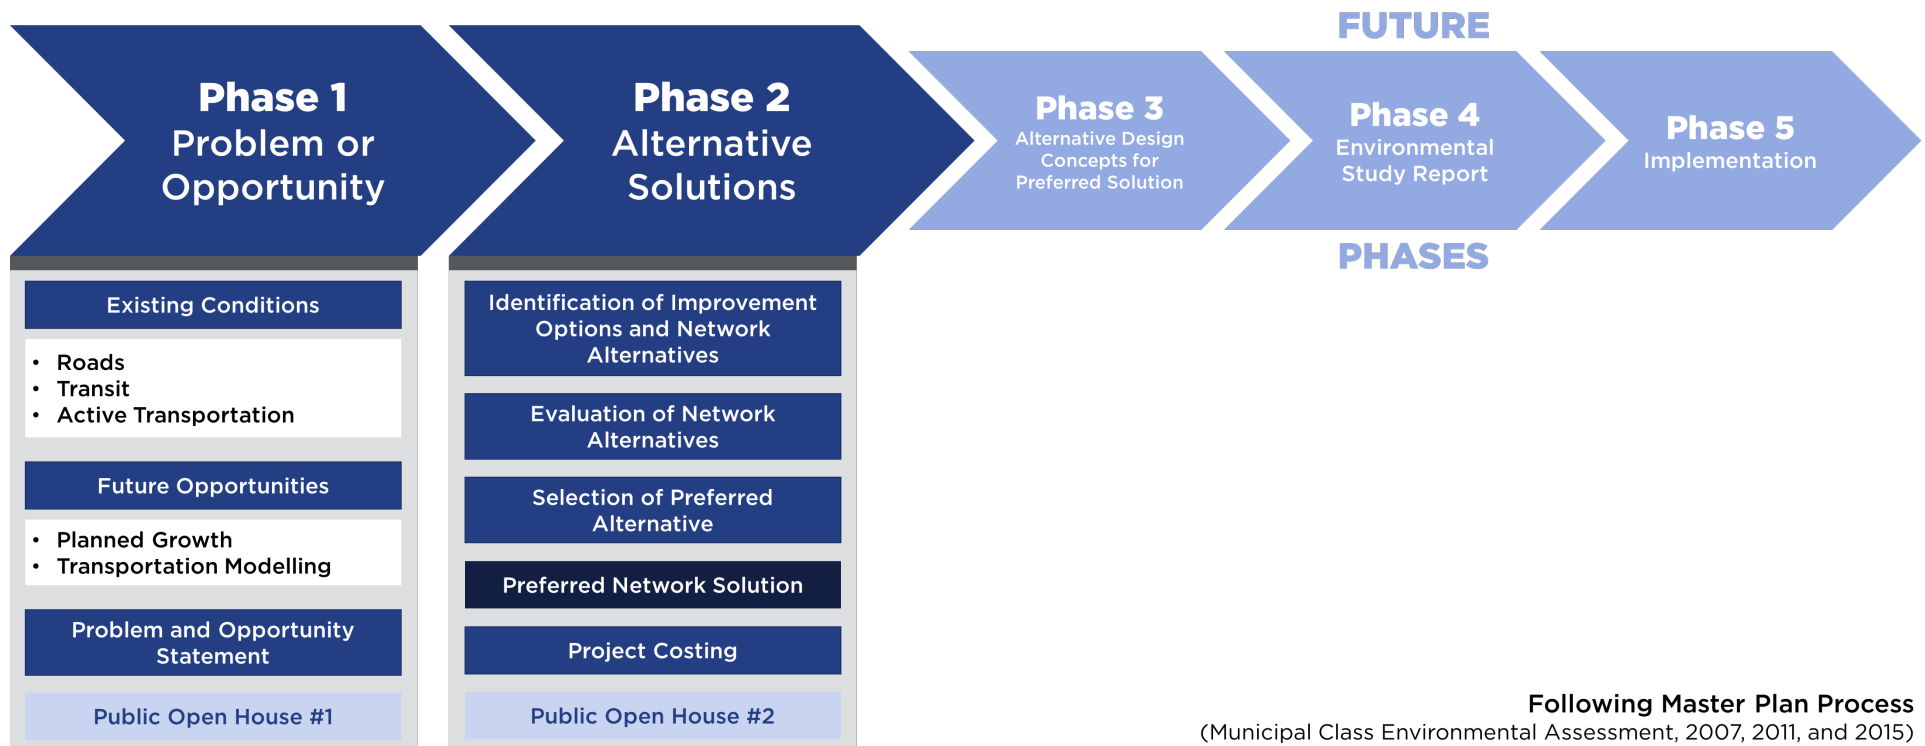 FUTURE
Phase 1
Problem or
Opportunity
Phase 2
Alternative
Solutions
Phase 3
Alternative Design
Concepts for
Preferred Solution
Phase 4
Environmental
Study Report
Phase 5
Implementation
PHASES
Existing Conditions
• Roads
• Transit
• Active Transportation
Future Opportunities
• Planned Growth
• Transportation Modelling
Problem and Opportunity
Statement
Public Open House #1
Identification of Improvement
Options and Network
Alternatives
Evaluation of Network
Alternatives
Selection of Preferred
Alternative
Preferred Network Solution
Project Costing
Public Open House #2
Following Master Plan Process
(Municipal Class Environmental Assessment, 2007, 2011, and 2015)